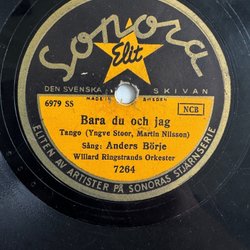 Sonora
Elit
DEN SVENSKA SKIVAN
MADE IN SWEDEN
6979 SS
NCB
Bara du och jag
Tango (Yngve Stoor, Martin Nilsson)
Sång: Anders Börje
Willard Ringstrands Orkester
7264
ELITEN AV ARTISTER PÅ SONORAS STJÄRNSERIE